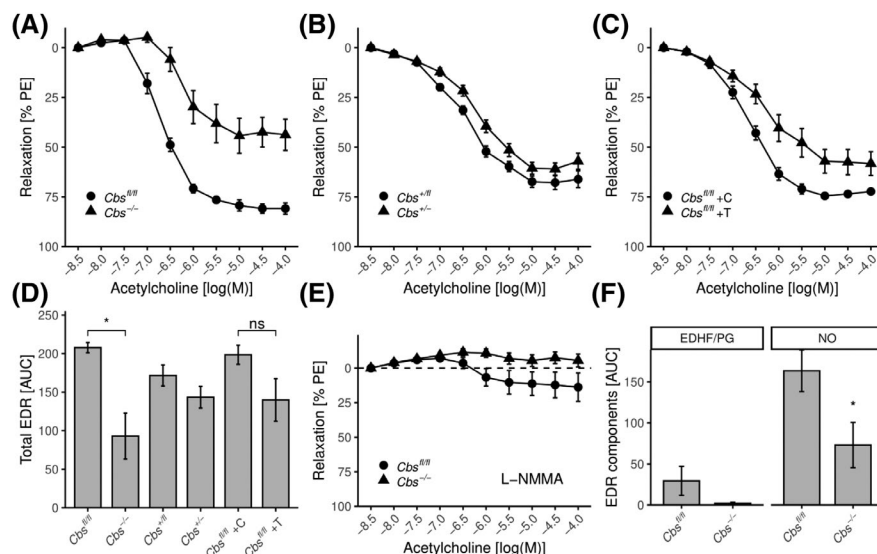 (A)
Relaxation [% PE]
0
25
50
75
100
Cbs^fl/fl
Cbs^−/−
−8.5 −8.0 −7.5 −7.0 −6.5 −6.0 −5.5 −5.0 −4.5 −4.0
Acetylcholine [log(M)]
(B)
Relaxation [% PE]
0
25
50
75
100
Cbs^+/fl
Cbs^+/−
−8.5 −8.0 −7.5 −7.0 −6.5 −6.0 −5.5 −5.0 −4.5 −4.0
Acetylcholine [log(M)]
(C)
Relaxation [% PE]
0
25
50
75
100
Cbs^fl/fl +C
Cbs^fl/fl +T
−8.5 −8.0 −7.5 −7.0 −6.5 −6.0 −5.5 −5.0 −4.5 −4.0
Acetylcholine [log(M)]
(D)
Total EDR [AUC]
250
200
150
100
50
0
*
ns
Cbs^fl/fl Cbs^−/− Cbs^+/fl Cbs^+/− Cbs^fl/fl +C Cbs^fl/fl +T
(E)
Relaxation [% PE]
0
25
50
75
100
Cbs^fl/fl
Cbs^−/−
L−NMMA
−8.5 −8.0 −7.5 −7.0 −6.5 −6.0 −5.5 −5.0 −4.5 −4.0
Acetylcholine [log(M)]
(F)
EDHF/PG
NO
EDR components [AUC]
150
100
50
0
*
Cbs^fl/fl Cbs^−/− Cbs^fl/fl Cbs^−/−